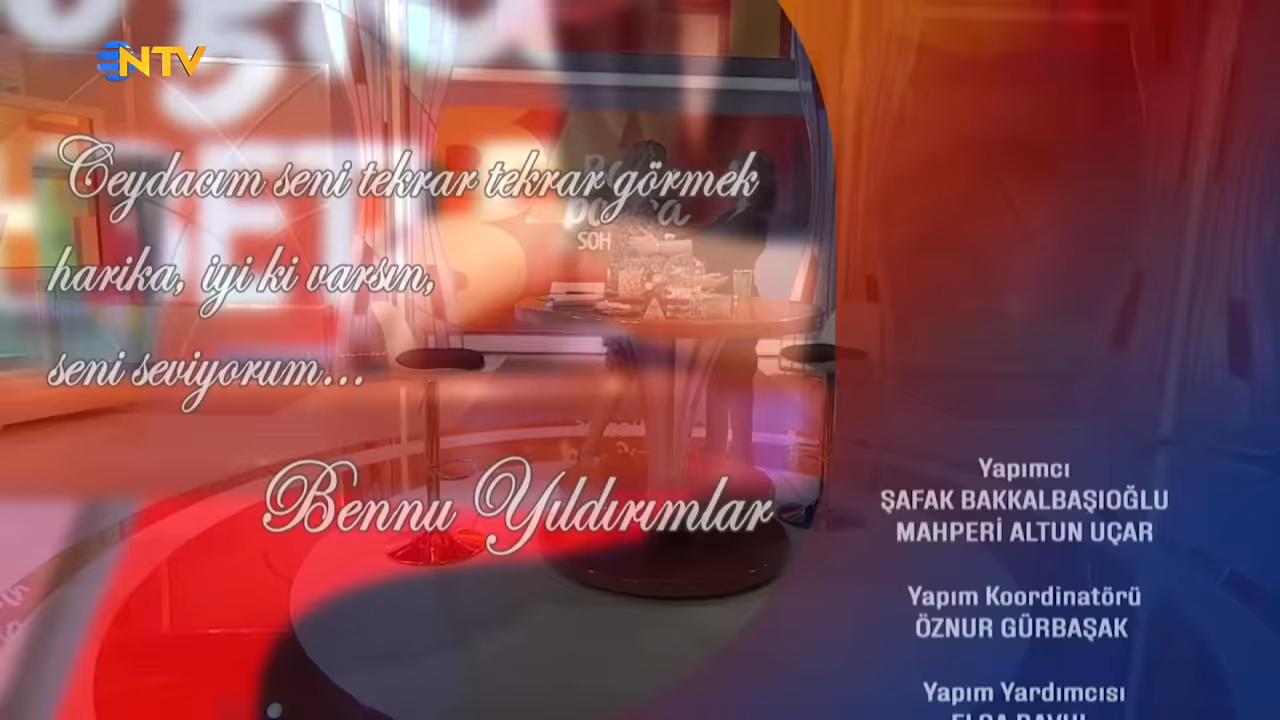 NTV
Ceydacım seni tekrar tekrar görmek
harika, iyi ki varsın,
seni seviyorum...
Bennu Yıldırımlar
SOH
Yapımcı
ŞAFAK BAKKALBAŞIOĞLU
MAHPERİ ALTUN UÇAR
Yapım Koordinatörü
ÖZNUR GÜRBAŞAK
Yapım Yardımcısı